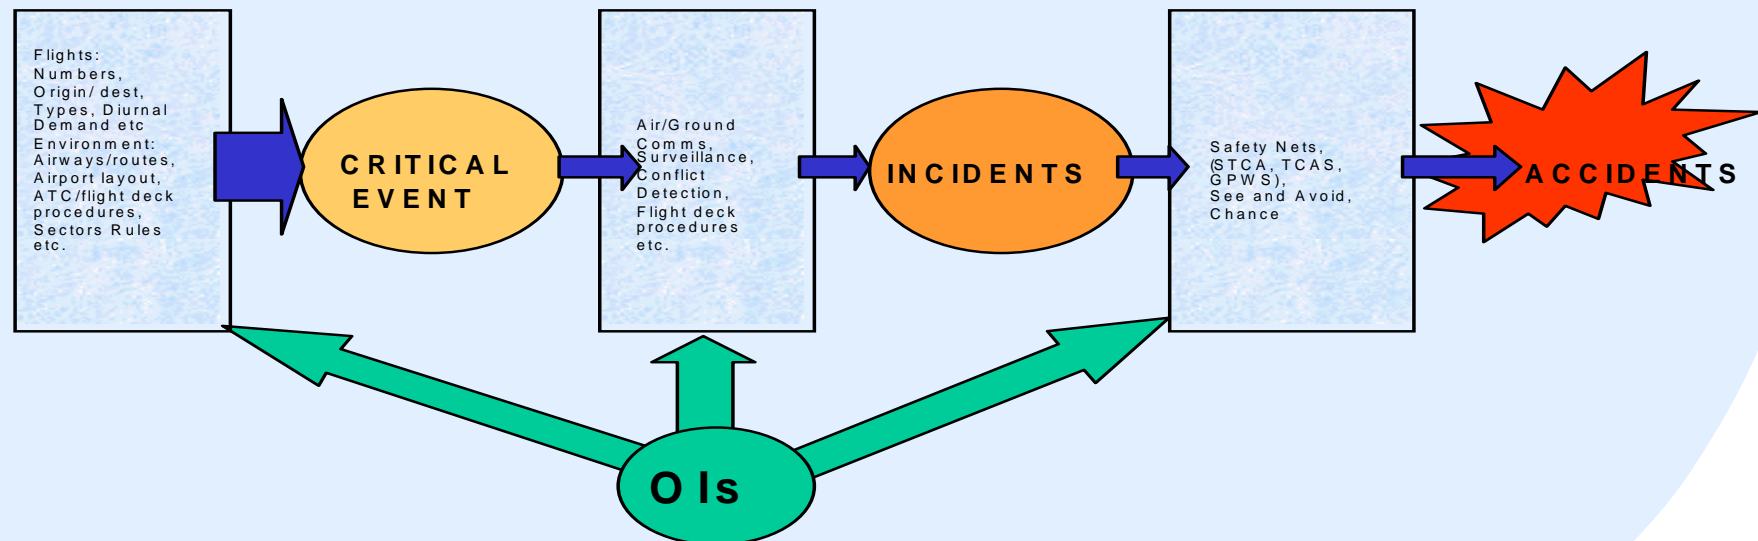 Flights:
Numbers,
Origin/ dest,
Types, Diurnal
Demand etc
Environment:
Airways/routes,
Airport layout,
ATC/flight deck
procedures,
Sectors Rules
etc.
CRITICAL
EVENT
Air/Ground
Comms,
Surveillance,
Conflict
Detection,
Flight deck
procedures
etc.
INCIDENTS
Safety Nets,
(STCA, TCAS,
GPWS),
See and Avoid,
Chance
ACCIDENTS
OIs